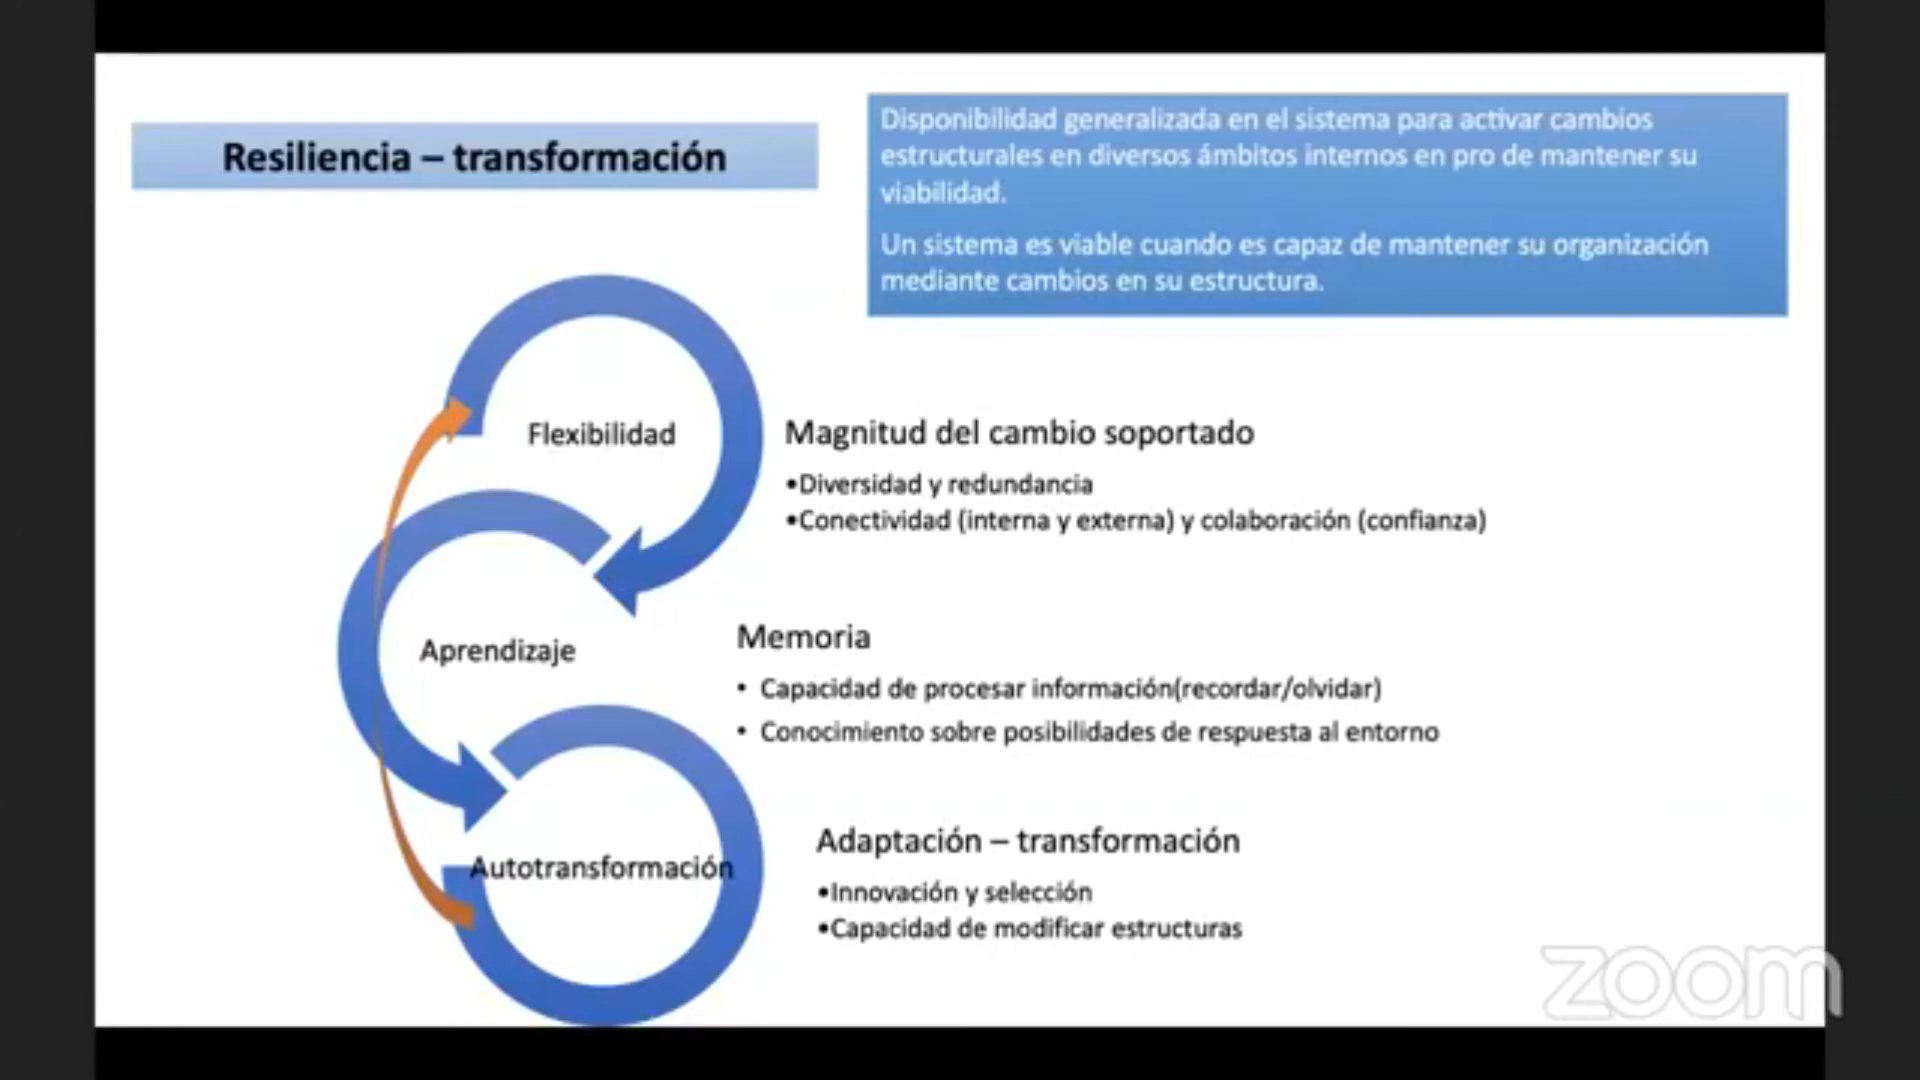 Resiliencia – transformación
Disponibilidad generalizada en el sistema para activar cambios
estructurales en diversos ámbitos internos en pro de mantener su
viabilidad.
Un sistema es viable cuando es capaz de mantener su organización
mediante cambios en su estructura.
Flexibilidad
Magnitud del cambio soportado
•Diversidad y redundancia
•Conectividad (interna y externa) y colaboración (confianza)
Aprendizaje
Memoria
• Capacidad de procesar información(recordar/olvidar)
• Conocimiento sobre posibilidades de respuesta al entorno
Autotransformación
Adaptación – transformación
•Innovación y selección
•Capacidad de modificar estructuras
zoom